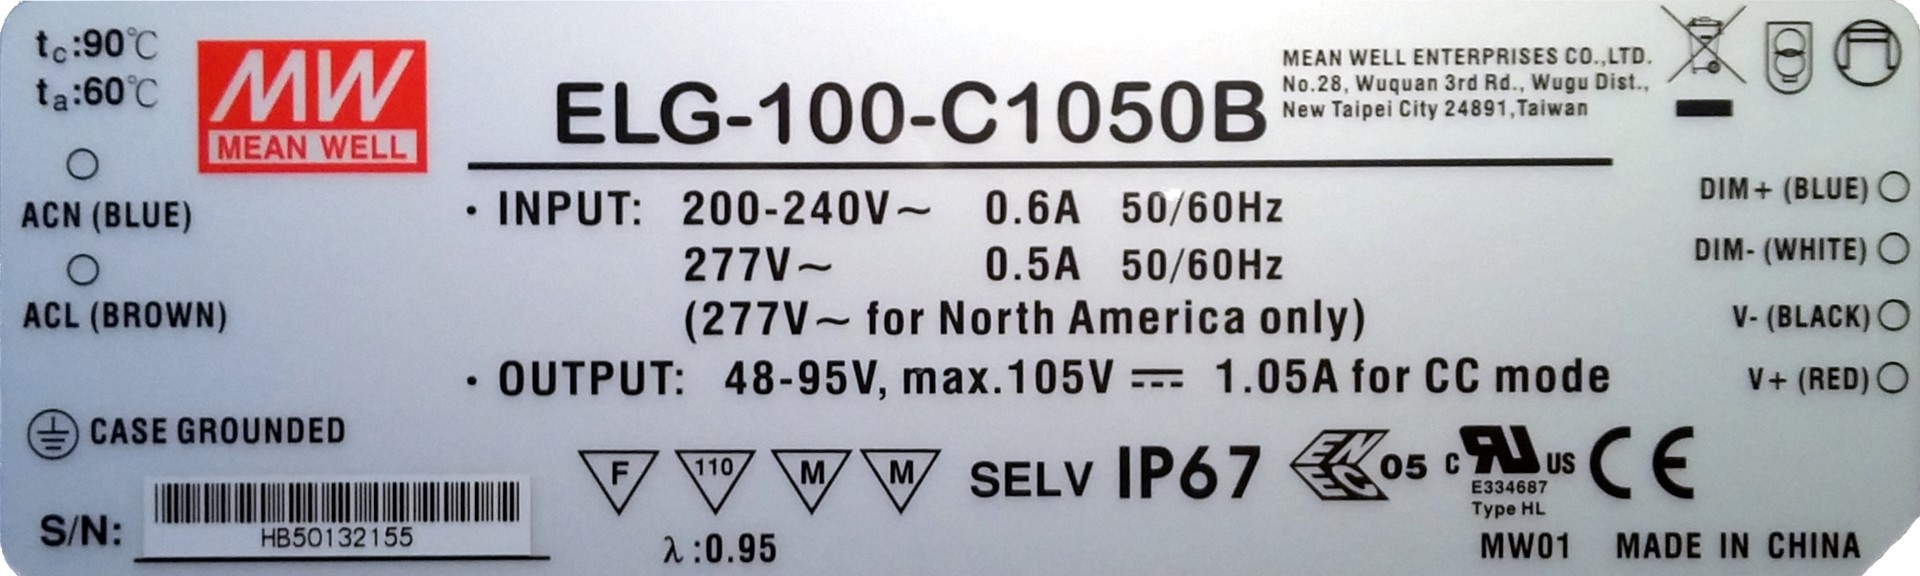 tc:90℃
ta:60℃
MW
MEAN WELL
ELG-100-C1050B
MEAN WELL ENTERPRISES CO.,LTD.
No.28, Wuquan 3rd Rd., Wugu Dist.,
New Taipei City 24891,Taiwan
ACN (BLUE)
ACL (BROWN)
· INPUT: 200-240V～ 0.6A 50/60Hz
277V～ 0.5A 50/60Hz
(277V～ for North America only)
· OUTPUT: 48-95V, max.105V ⎓ 1.05A for CC mode
DIM+ (BLUE)
DIM- (WHITE)
V- (BLACK)
V+ (RED)
CASE GROUNDED
S/N:
HB50132155
F 110 M M
λ:0.95
SELV IP67
ENEC 05
c RU US
E334687
Type HL
CE
MW01 MADE IN CHINA